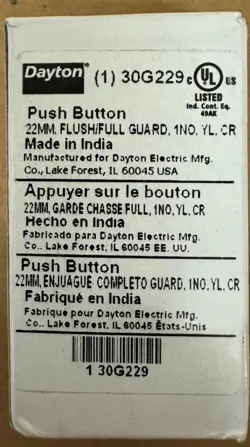 Dayton (1) 30G229 c UL US
LISTED
Ind. Cont. Eq.
49AK
Push Button
22MM, FLUSH/FULL GUARD, 1NO, YL, CR
Made in India
Manufactured for Dayton Electric Mfg.
Co., Lake Forest, IL 60045 USA
Appuyer sur le bouton
22MM, GARDE CHASSE FULL, 1NO, YL, CR
Hecho en India
Fabricado para Dayton Electric Mfg.
Co., Lake Forest, IL 60045 EE. UU.
Push Button
22MM, ENJUAGUE COMPLETO GUARD, 1NO, YL, CR
Fabriqué en India
Fabrique pour Dayton Electric Mfg.
Co.. Lake Forest, IL 60045 États-Unis
1 30G229